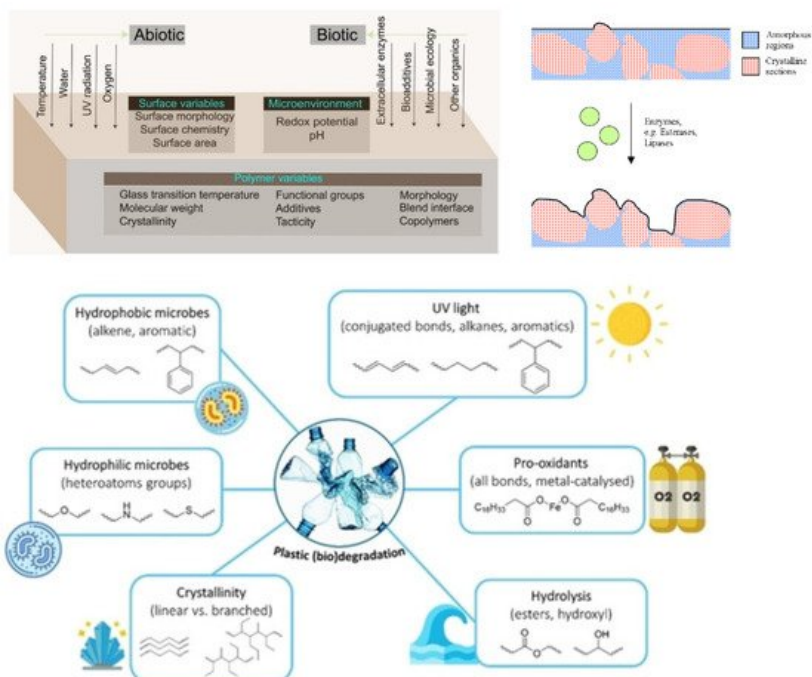 Abiotic
Biotic
Temperature
Water
UV radiation
Oxygen
Extracellular enzymes
Bioadditives
Microbial ecology
Other organics
Surface variables
Surface morphology
Surface chemistry
Surface area
Microenvironment
Redox potential
pH
Polymer variables
Glass transition temperature
Molecular weight
Crystallinity
Functional groups
Additives
Tacticity
Morphology
Blend interface
Copolymers
Amorphous
regions
Crystalline
sections
Enzymes,
e.g. Esterases,
Lipases
Hydrophobic microbes
(alkene, aromatic)
UV light
(conjugated bonds, alkanes, aromatics)
Hydrophilic microbes
(heteroatoms groups)
O
H
N
S
Pro-oxidants
(all bonds, metal-catalysed)
C16H33 O Fe O C16H33
O O
O2 O2
Plastic (bio)degradation
Crystallinity
(linear vs. branched)
Hydrolysis
(esters, hydroxyl)
O OH
O